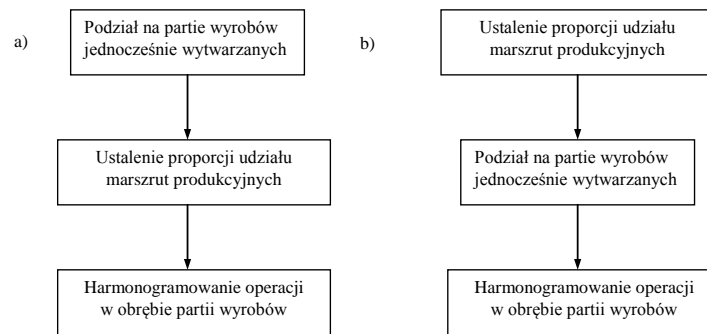 a)
Podział na partie wyrobów
jednocześnie wytwarzanych
Ustalenie proporcji udziału
marszrut produkcyjnych
Harmonogramowanie operacji
w obrębie partii wyrobów
b)
Ustalenie proporcji udziału
marszrut produkcyjnych
Podział na partie wyrobów
jednocześnie wytwarzanych
Harmonogramowanie operacji
w obrębie partii wyrobów